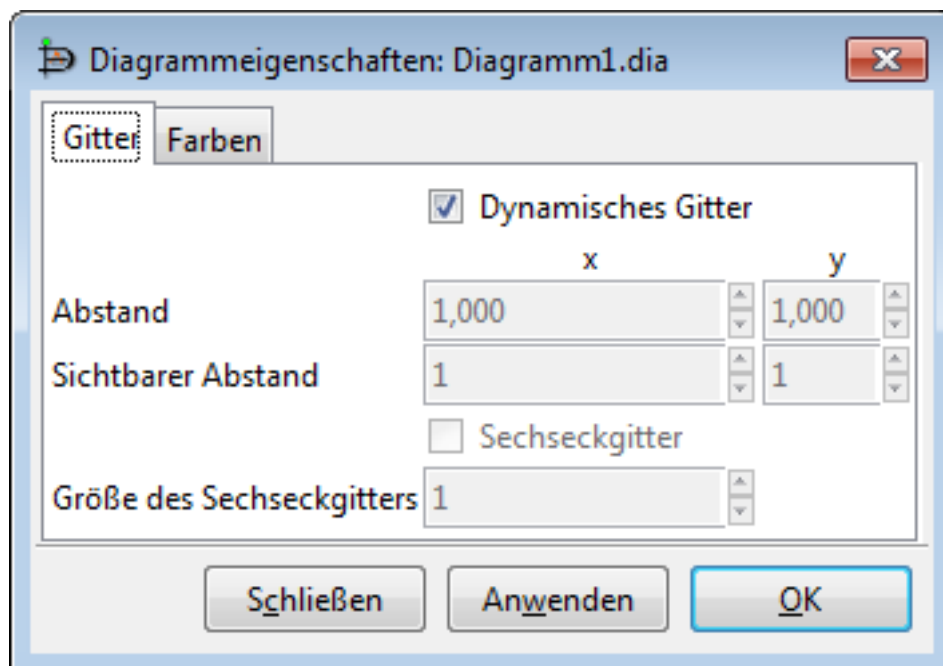 Diagrammeigenschaften: Diagramm1.dia
Gitter Farben
Dynamisches Gitter
x y
Abstand 1,000 1,000
Sichtbarer Abstand 1 1
Sechseckgitter
Größe des Sechseckgitters 1
Schließen Anwenden OK